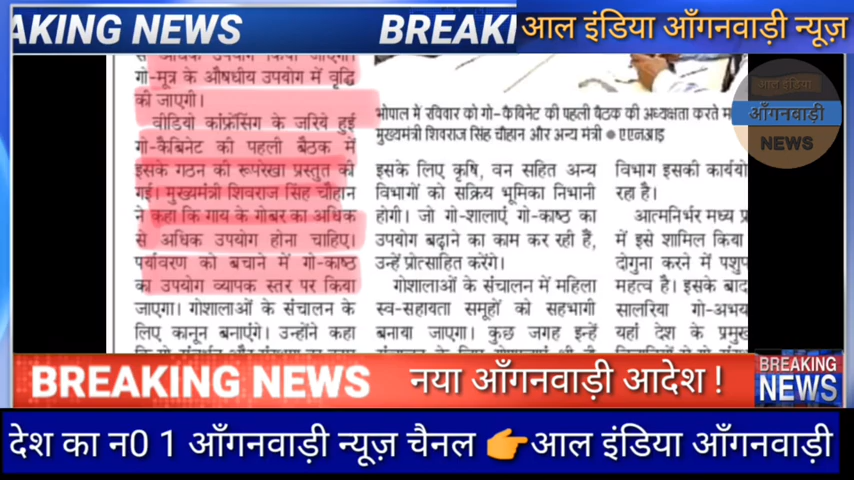 AKING NEWS
BREAKI
आल इंडिया आँगनवाड़ी न्यूज़
से अधिक उपयोग किया जाएगा।
गो-मूत्र के औषधीय उपयोग में वृद्धि
की जाएगी।
वीडियो कांफ्रेंसिंग के जरिये हुई
गो-कैबिनेट की पहली बैठक में
इसके गठन की रूपरेखा प्रस्तुत की
गई। मुख्यमंत्री शिवराज सिंह चौहान
ने कहा कि गाय के गोबर का अधिक
से अधिक उपयोग होना चाहिए।
पर्यावरण को बचाने में गो-काष्ठ
का उपयोग व्यापक स्तर पर किया
जाएगा। गोशालाओं के संचालन के
लिए कानून बनाएंगे। उन्होंने कहा
भोपाल में रविवार को गो-कैबिनेट की पहली बैठक की अध्यक्षता करते म
मुख्यमंत्री शिवराज सिंह चौहान और अन्य मंत्री ● एएनआइ
इसके लिए कृषि, वन सहित अन्य
विभागों को सक्रिय भूमिका निभानी
होगी। जो गो-शालाएं गो-काष्ठ का
उपयोग बढ़ाने का काम कर रही हैं,
उन्हें प्रोत्साहित करेंगे।
गोशालाओं के संचालन में महिला
स्व-सहायता समूहों को सहभागी
बनाया जाएगा। कुछ जगह इन्हें
विभाग इसकी कार्ययो
रहा है।
आत्मनिर्भर मध्य प्र
में इसे शामिल किया
दोगुना करने में पशुप
महत्व है। इसके बाद
सालरिया गो-अभय
यहां देश के प्रमुख
आल इंडिया
आँगनवाड़ी
NEWS
BREAKING NEWS
नया आँगनवाड़ी आदेश !
BREAKING
NEWS
देश का न0 1 आँगनवाड़ी न्यूज़ चैनल 👉आल इंडिया आँगनवाड़ी